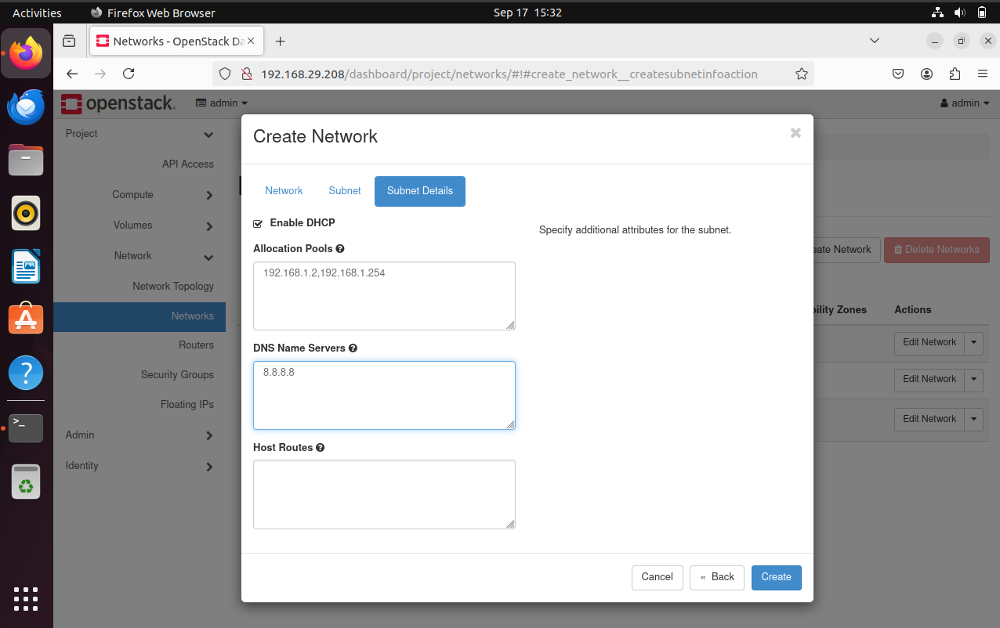 Activities
Firefox Web Browser
Sep 17 15:32
Networks - OpenStack Da
192.168.29.208/dashboard/project/networks/#!#create_network__createsubnetinfoaction
openstack.
admin
admin
Project
API Access
Compute
Volumes
Network
Network Topology
Networks
Routers
Security Groups
Floating IPs
Admin
Identity
Create Network
Network
Subnet
Subnet Details
Enable DHCP
Specify additional attributes for the subnet.
Allocation Pools
192.168.1.2,192.168.1.254
DNS Name Servers
8.8.8.8
Host Routes
Cancel
« Back
Create
eate Network
Delete Networks
bility Zones
Actions
Edit Network
Edit Network
Edit Network